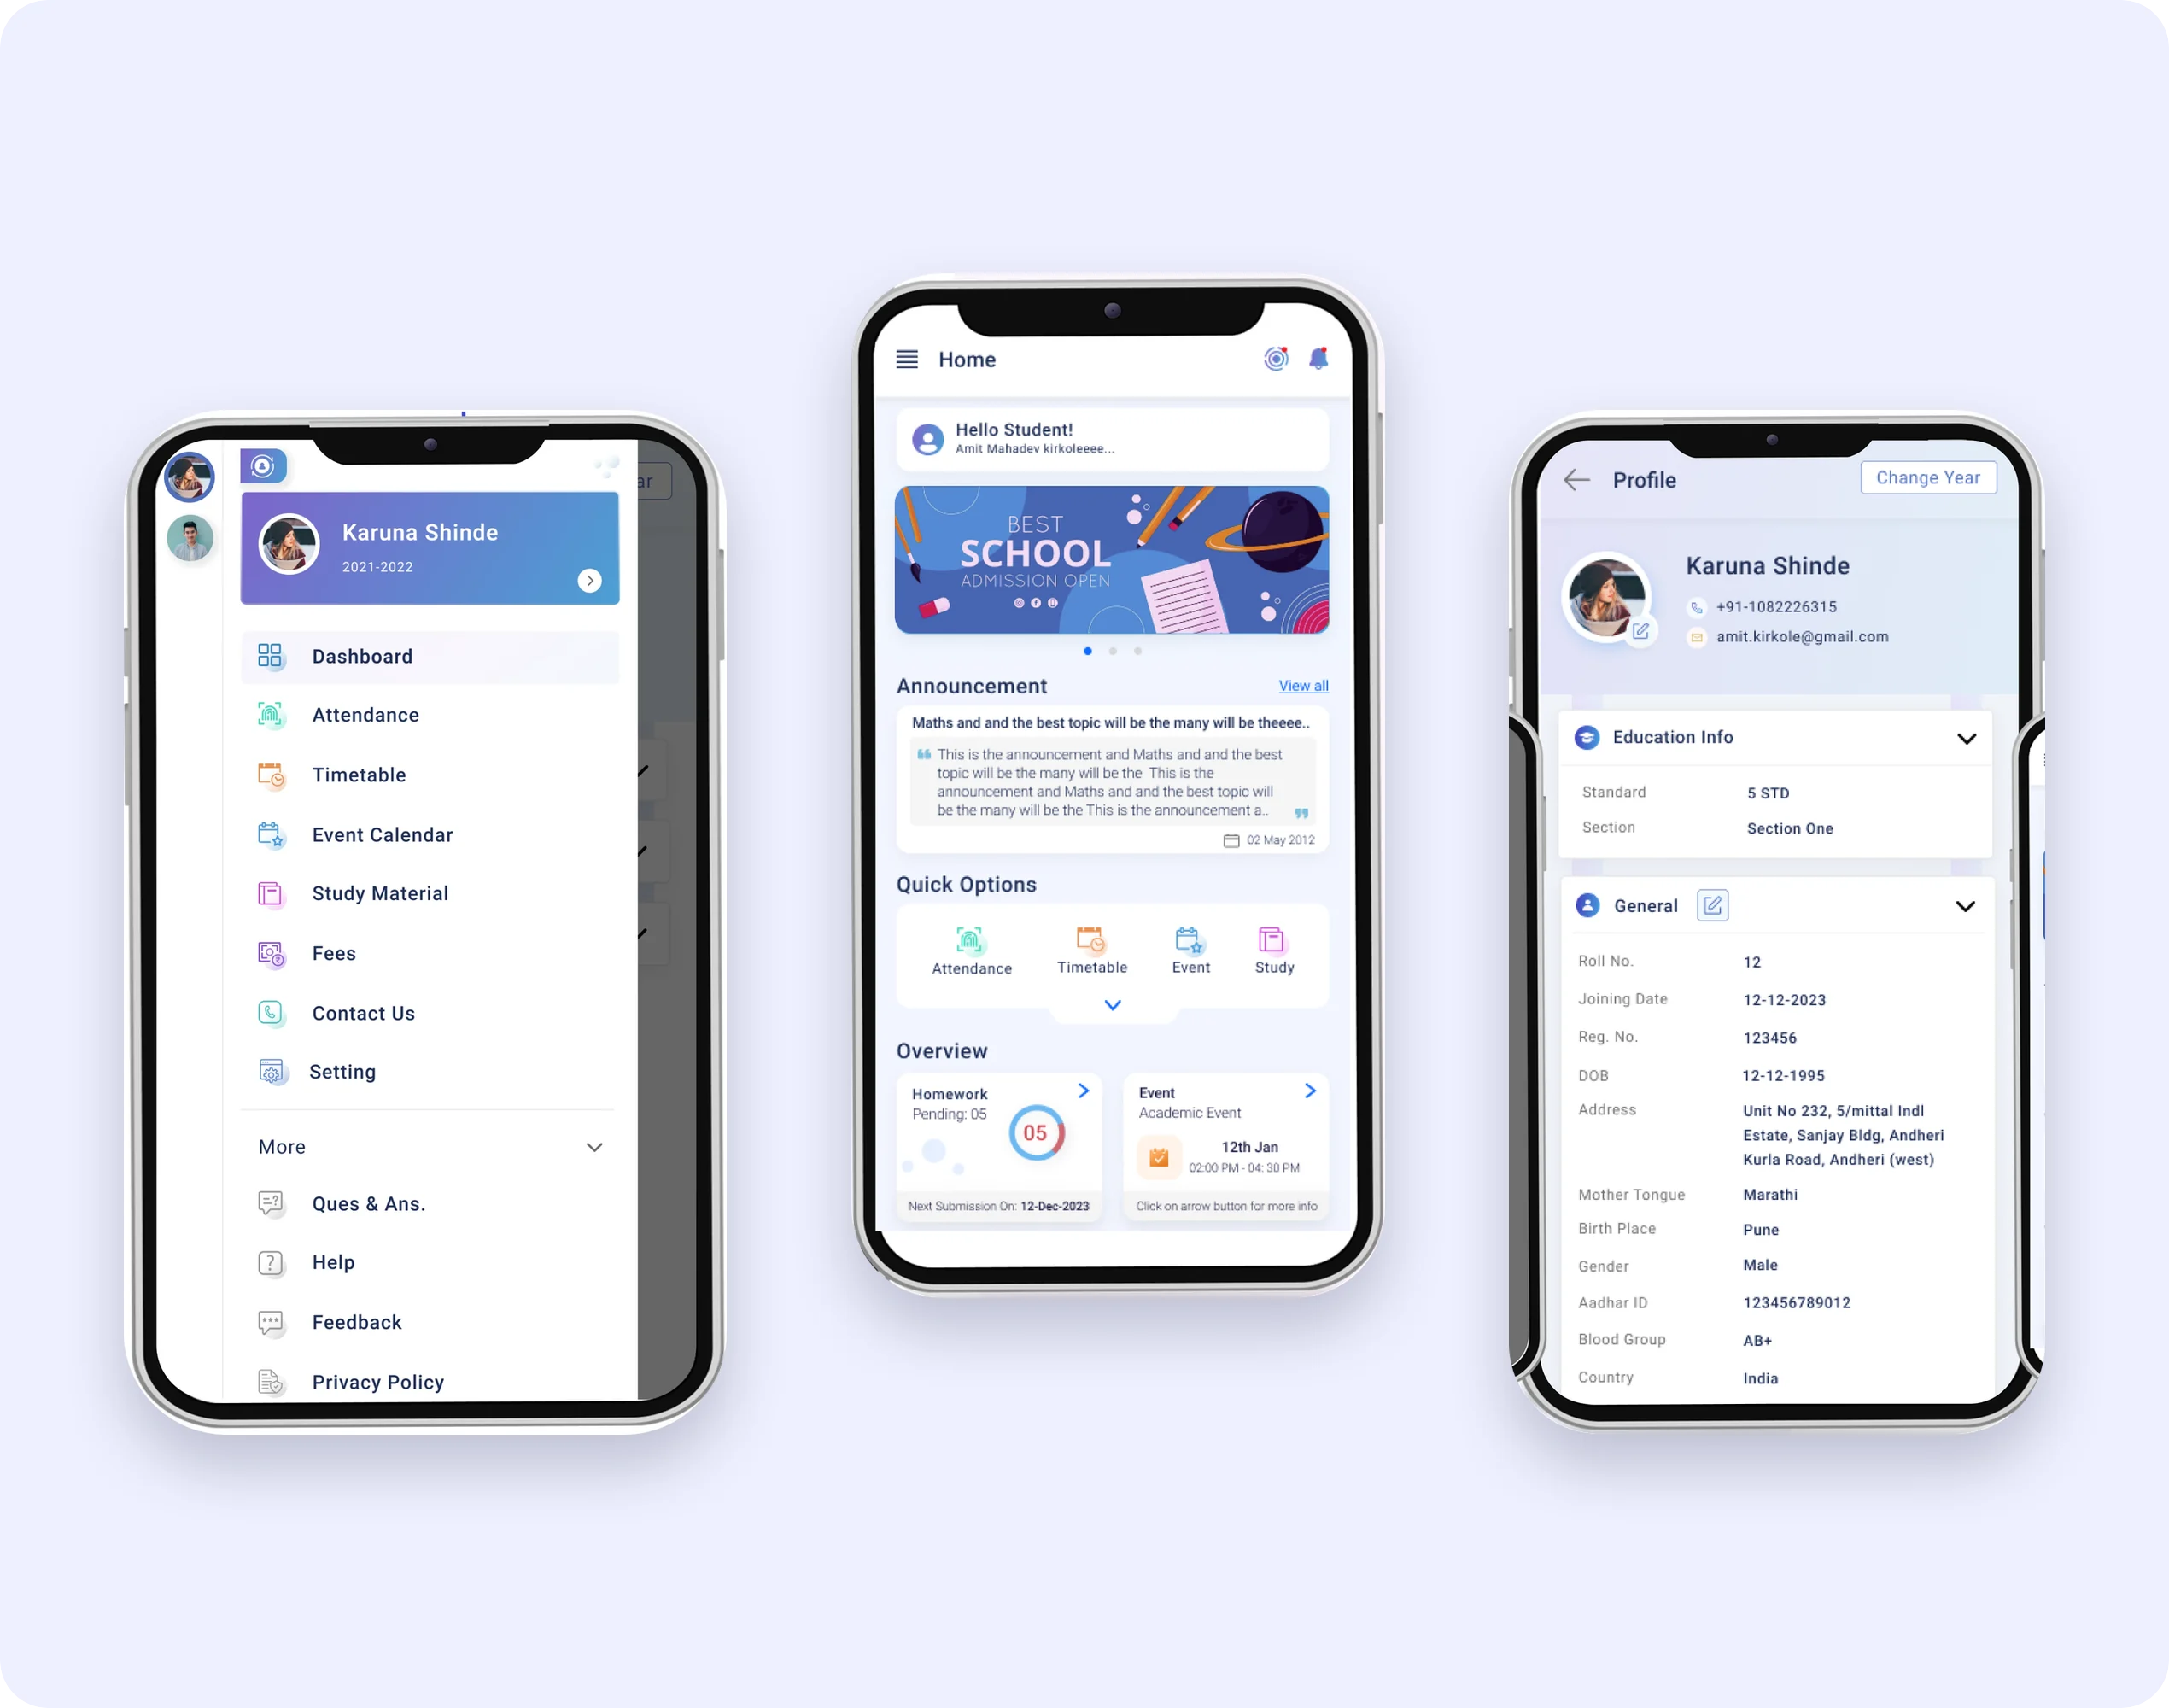 Karuna Shinde
2021-2022
Dashboard
Attendance
Timetable
Event Calendar
Study Material
Fees
Contact Us
Setting
More
Ques & Ans.
Help
Feedback
Privacy Policy
ar
Home
Hello Student!
Amit Mahadev kirkoleeee...
BEST
SCHOOL
ADMISSION OPEN
Announcement
View all
Maths and and the best topic will be the many will be theeee..
This is the announcement and Maths and and the best
topic will be the many will be the This is the
announcement and Maths and and the best topic will
be the many will be the This is the announcement a..
02 May 2012
Quick Options
Attendance
Timetable
Event
Study
Overview
Homework
Pending: 05
05
Next Submission On: 12-Dec-2023
Event
Academic Event
12th Jan
02:00 PM - 04: 30 PM
Click on arrow button for more info
Profile
Change Year
Karuna Shinde
+91-1082226315
amit.kirkole@gmail.com
Education Info
Standard 5 STD
Section Section One
General
Roll No. 12
Joining Date 12-12-2023
Reg. No. 123456
DOB 12-12-1995
Address Unit No 232, 5/mittal Indl
Estate, Sanjay Bldg, Andheri
Kurla Road, Andheri (west)
Mother Tongue Marathi
Birth Place Pune
Gender Male
Aadhar ID 123456789012
Blood Group AB+
Country India